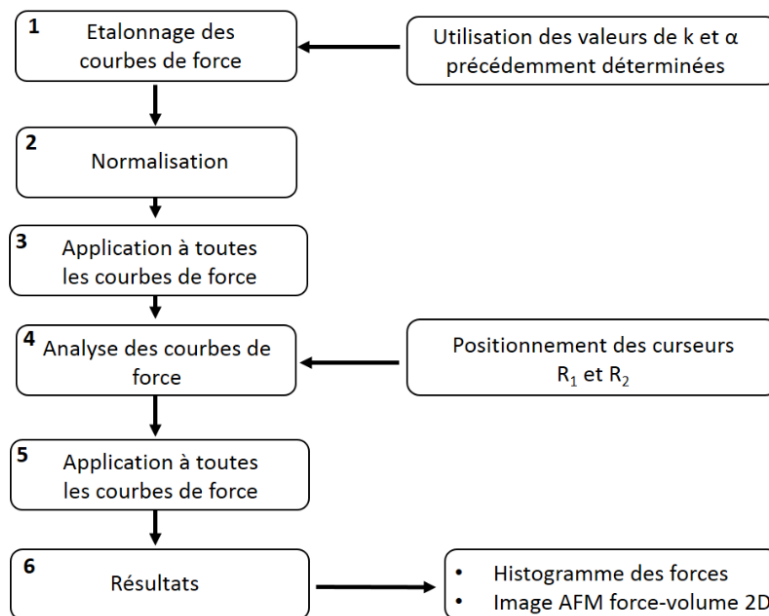 1 Etalonnage des
courbes de force
Utilisation des valeurs de k et α
précédemment déterminées
2
Normalisation
3 Application à toutes
les courbes de force
4 Analyse des courbes de
force
Positionnement des curseurs
R₁ et R₂
5 Application à toutes
les courbes de force
6 Résultats
• Histogramme des forces
• Image AFM force-volume 2D